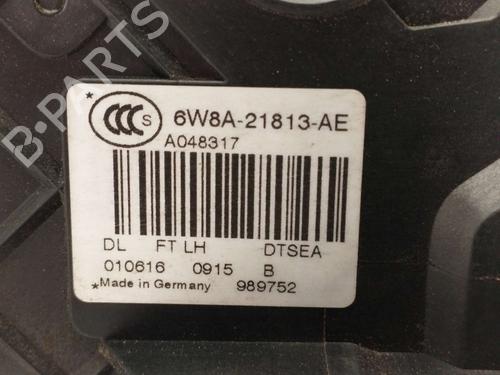 B-PARTS
CCC S
6W8A-21813-AE
A048317
DL FT LH DTSEA
010616 0915 B
*Made in Germany 989752